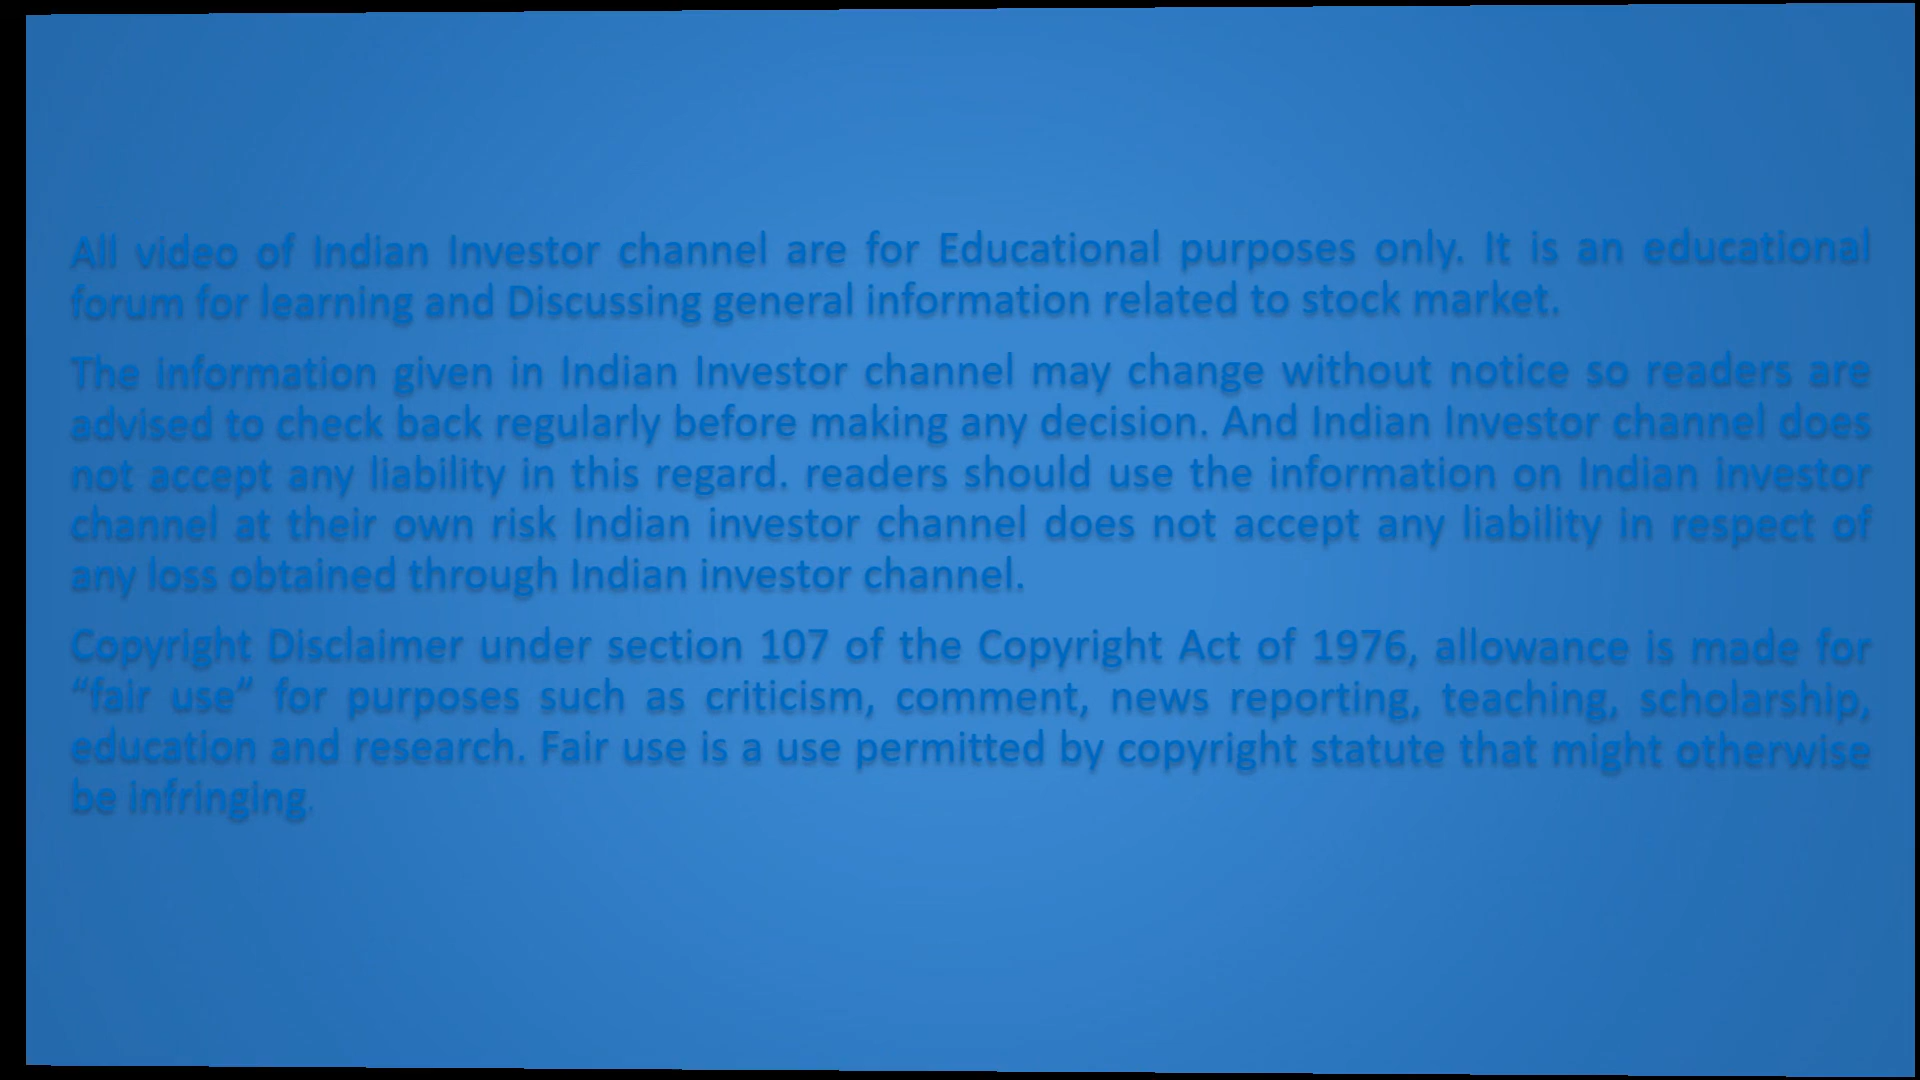 All video of Indian Investor channel are for Educational purposes only. It is an educational
forum for learning and Discussing general information related to stock market.
The information given in Indian Investor channel may change without notice so readers are
advised to check back regularly before making any decision. And Indian Investor channel does
not accept any liability in this regard. readers should use the information on Indian investor
channel at their own risk Indian investor channel does not accept any liability in respect of
any loss obtained through Indian investor channel.
Copyright Disclaimer under section 107 of the Copyright Act of 1976, allowance is made for
“fair use” for purposes such as criticism, comment, news reporting, teaching, scholarship,
education and research. Fair use is a use permitted by copyright statute that might otherwise
be infringing.